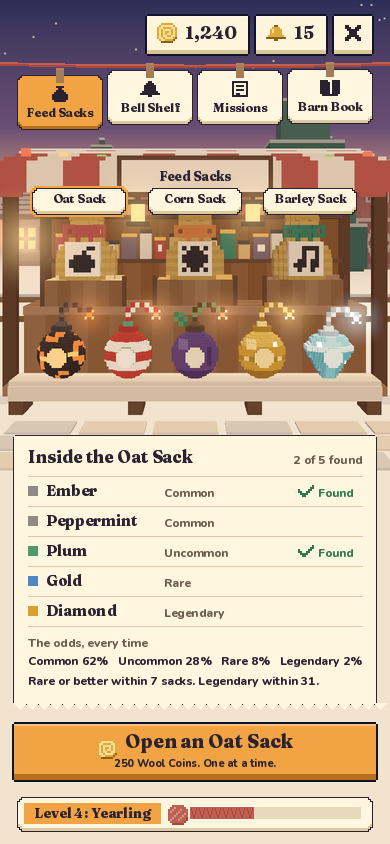 1,240
15
Feed Sacks
Bell Shelf
Missions
Barn Book
Feed Sacks
Oat Sack
Corn Sack
Barley Sack
Inside the Oat Sack
2 of 5 found
Ember Common Found
Peppermint Common
Plum Uncommon Found
Gold Rare
Diamond Legendary
The odds, every time
Common 62% Uncommon 28% Rare 8% Legendary 2%
Rare or better within 7 sacks. Legendary within 31.
Open an Oat Sack
250 Wool Coins. One at a time.
Level 4: Yearling